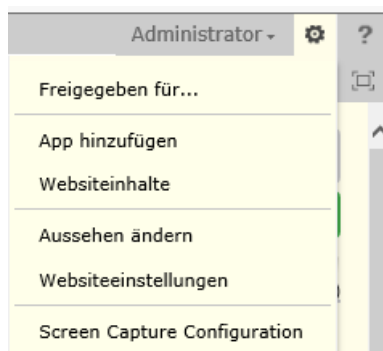 Administrator
?
Freigegeben für...
App hinzufügen
Websiteinhalte
Aussehen ändern
Websiteeinstellungen
Screen Capture Configuration